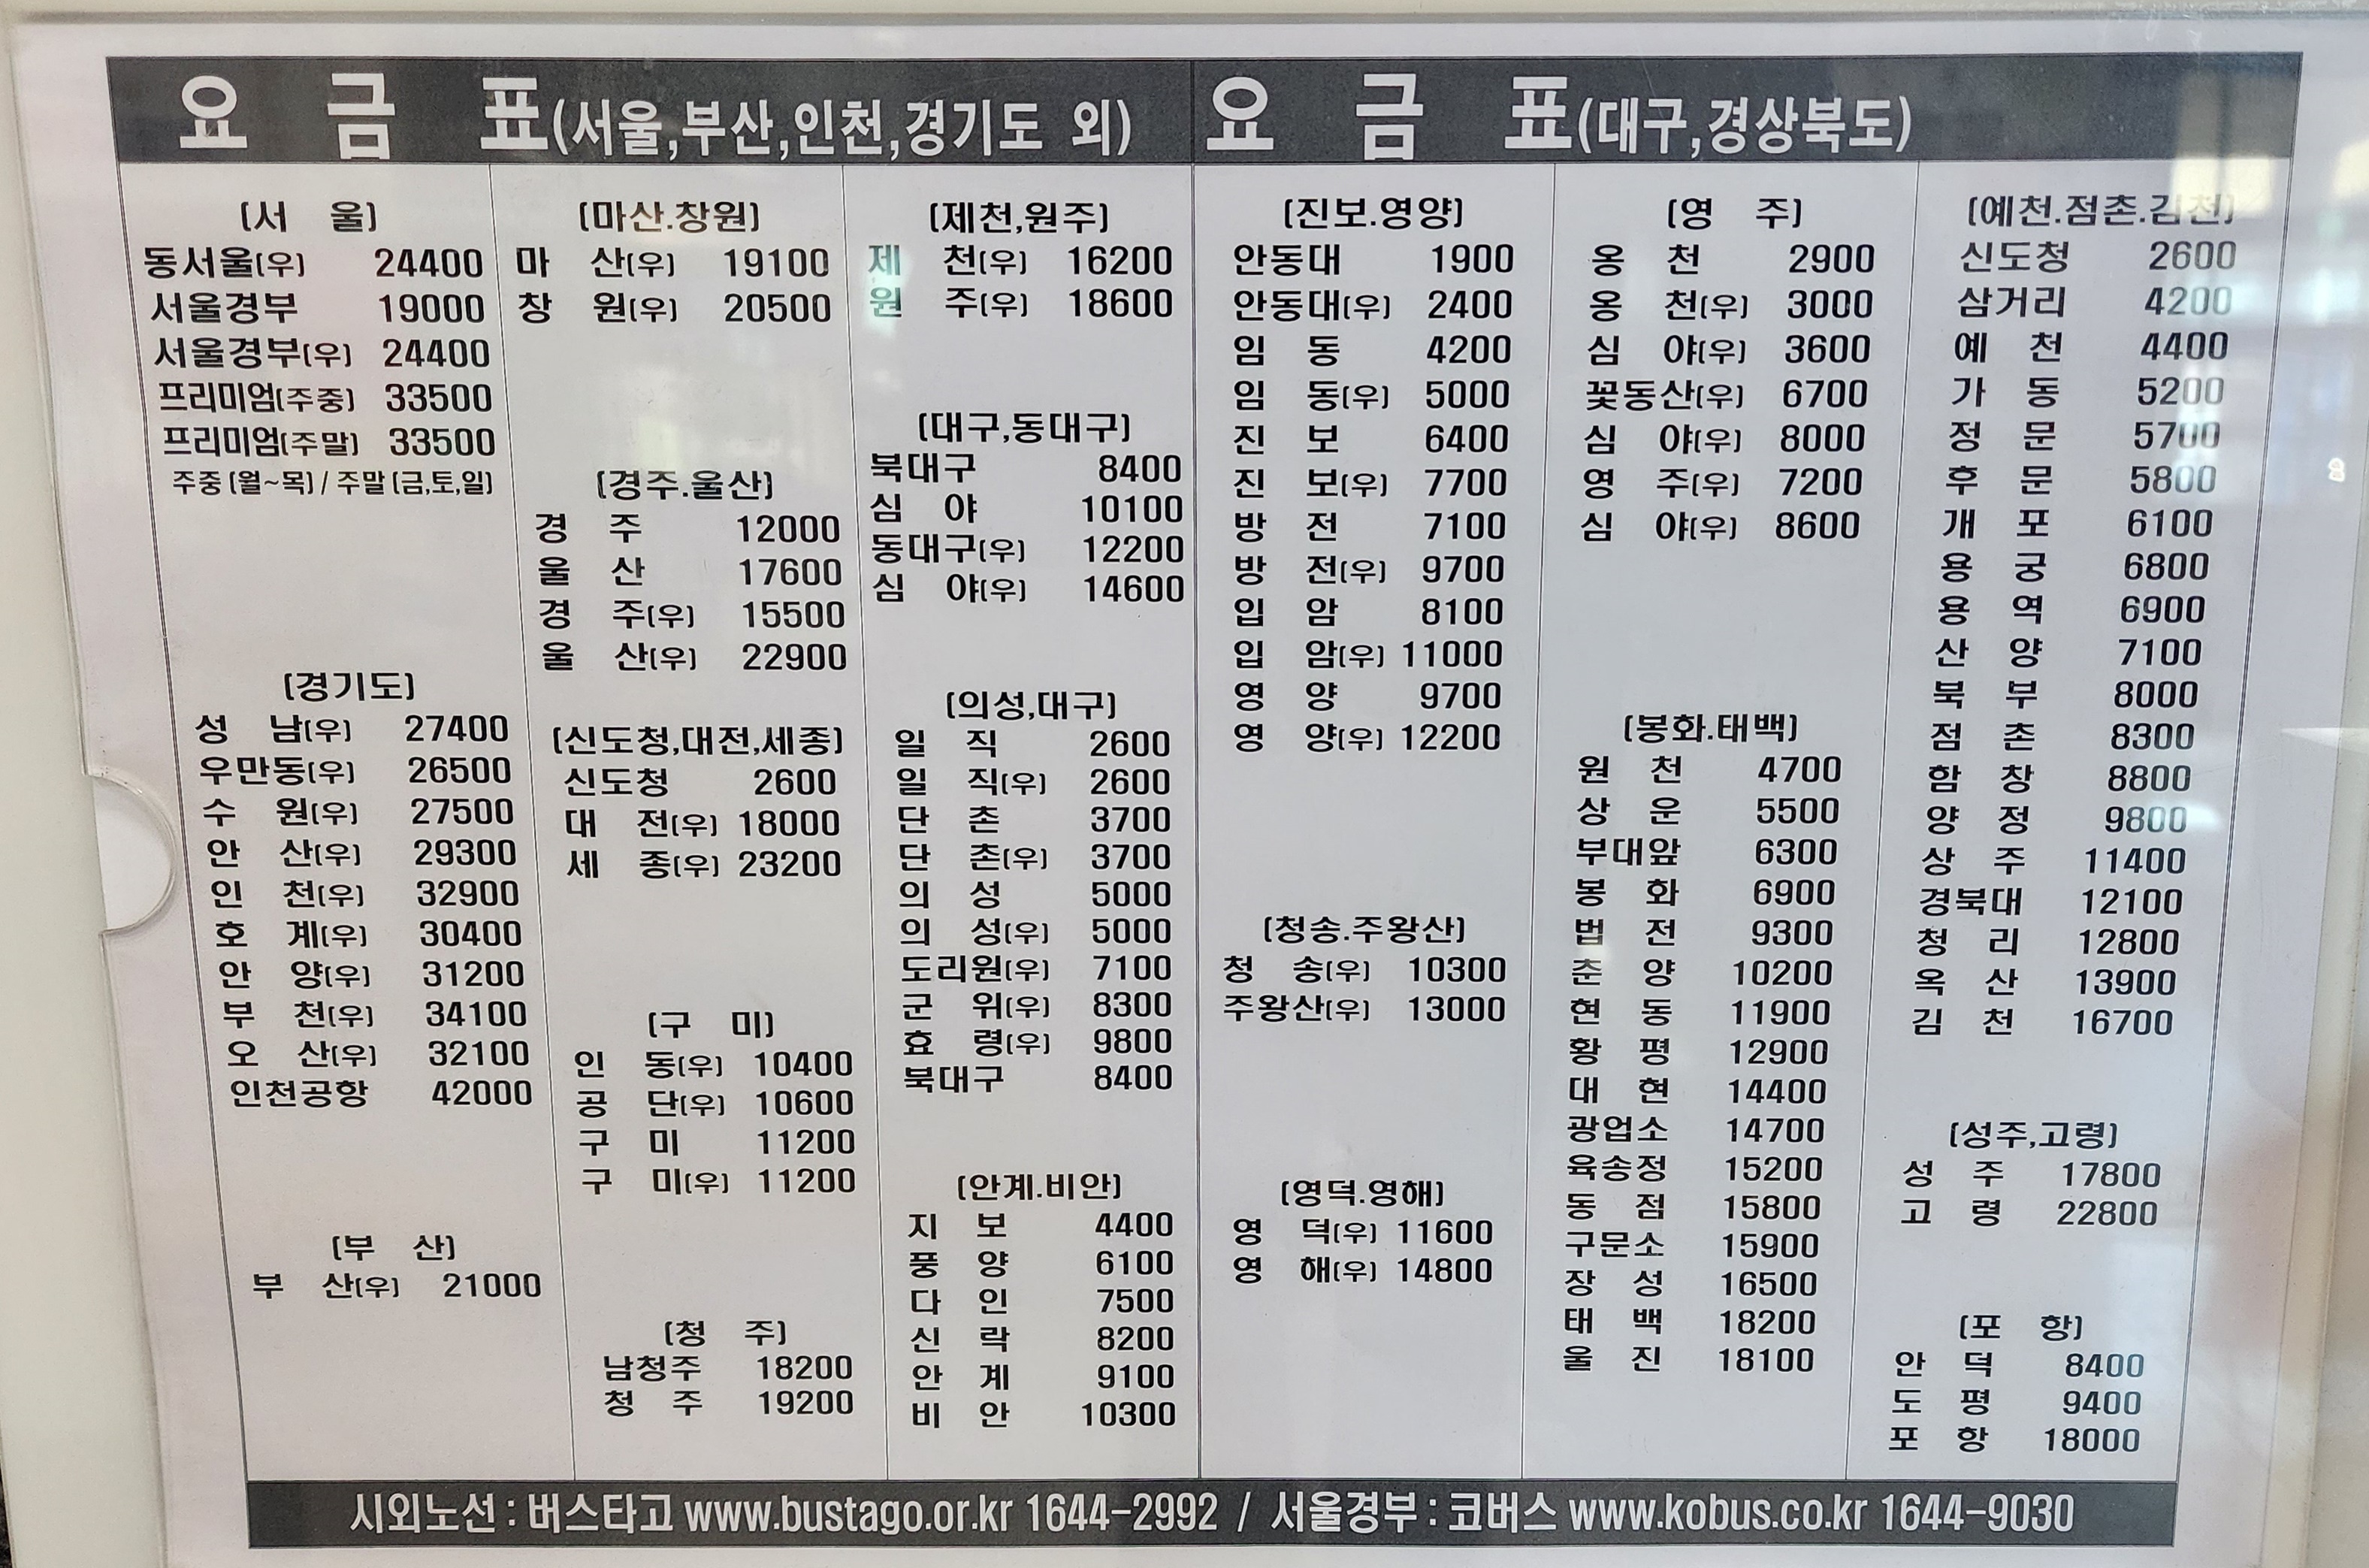 요 금 표(서울,부산,인천,경기도 외)
(서 울)
동서울(우) 24400
서울경부 19000
서울경부(우) 24400
프리미엄(주중) 33500
프리미엄(주말) 33500
주중(월~목)/주말(금,토,일)
(경기도)
성 남(우) 27400
우만동(우) 26500
수 원(우) 27500
안 산(우) 29300
인 천(우) 32900
호 계(우) 30400
안 양(우) 31200
부 천(우) 34100
오 산(우) 32100
인천공항 42000
(부 산)
부 산(우) 21000
(마산.창원)
마 산(우) 19100
창 원(우) 20500
(경주.울산)
경 주 12000
울 산 17600
경 주(우) 15500
울 산(우) 22900
(신도청,대전,세종)
신도청 2600
대 전(우) 18000
세 종(우) 23200
(구 미)
인 동(우) 10400
공 단(우) 10600
구 미 11200
구 미(우) 11200
(청 주)
남청주 18200
청 주 19200
(제천,원주)
제 천(우) 16200
원 주(우) 18600
(대구,동대구)
북대구 8400
심 야 10100
동대구(우) 12200
심 야(우) 14600
(의성,대구)
일 직 2600
일 직(우) 2600
단 촌 3700
단 촌(우) 3700
의 성 5000
의 성(우) 5000
도리원(우) 7100
군 위(우) 8300
효 령(우) 9800
북대구 8400
(안계.비안)
지 보 4400
풍 양 6100
다 인 7500
신 락 8200
안 계 9100
비 안 10300
요 금 표(대구,경상북도)
(진보.영양)
안동대 1900
안동대(우) 2400
임 동 4200
임 동(우) 5000
진 보 6400
진 보(우) 7700
방 전 7100
방 전(우) 9700
입 암 8100
입 암(우) 11000
영 양 9700
영 양(우) 12200
(청송.주왕산)
청 송(우) 10300
주왕산(우) 13000
(영덕.영해)
영 덕(우) 11600
영 해(우) 14800
(영 주)
옹 천 2900
옹 천(우) 3000
심 야(우) 3600
꽃동산(우) 6700
심 야(우) 8000
영 주(우) 7200
심 야(우) 8600
(봉화.태백)
원 천 4700
상 운 5500
부대앞 6300
봉 화 6900
법 전 9300
춘 양 10200
현 동 11900
황 평 12900
대 현 14400
광업소 14700
육송정 15200
동 점 15800
구문소 15900
장 성 16500
태 백 18200
울 진 18100
(예천.점촌.김천)
신도청 2600
삼거리 4200
예 천 4400
가 동 5200
정 문 5700
후 문 5800
개 포 6100
용 궁 6800
용 역 6900
산 양 7100
북 부 8000
점 촌 8300
함 창 8800
양 정 9800
상 주 11400
경북대 12100
청 리 12800
옥 산 13900
김 천 16700
(성주,고령)
성 주 17800
고 령 22800
(포 항)
안 덕 8400
도 평 9400
포 항 18000
시외노선 : 버스타고 www.bustago.or.kr 1644-2992 / 서울경부 : 코버스 www.kobus.co.kr 1644-9030